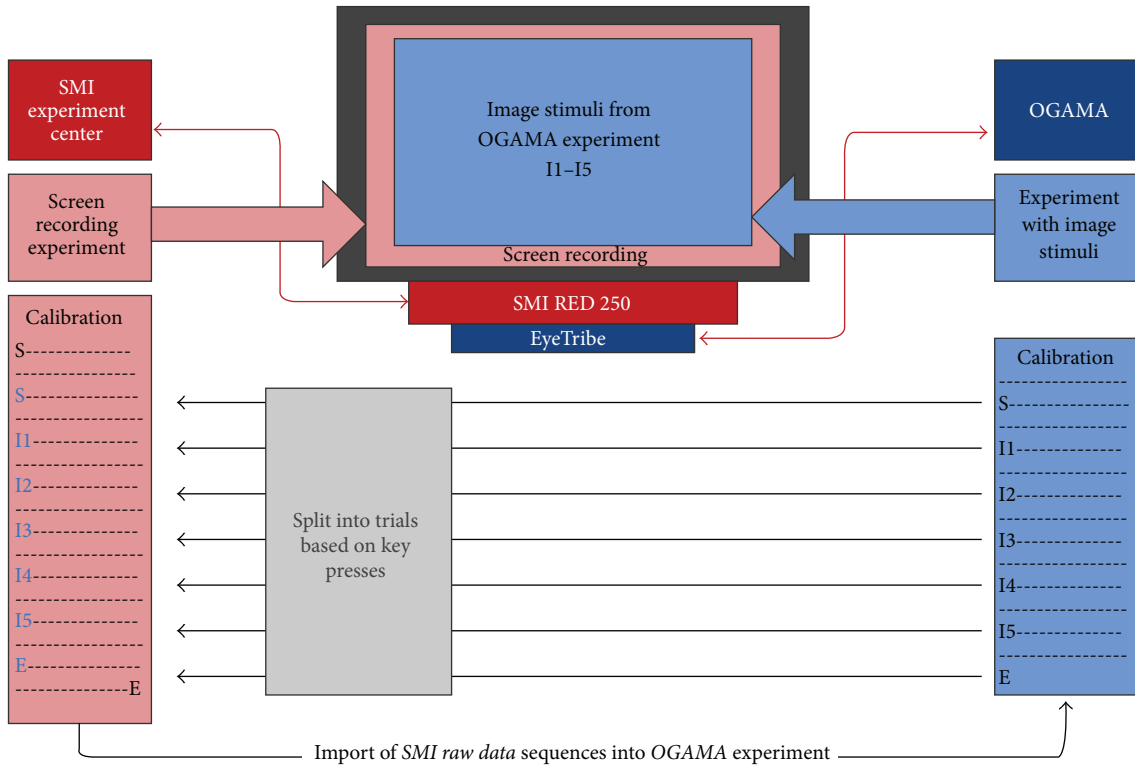 SMI
experiment
center
Screen
recording
experiment
Image stimuli from
OGAMA experiment
I1–I5
Screen recording
SMI RED 250
EyeTribe
OGAMA
Experiment
with image
stimuli
Calibration
S--------------
----------------
S--------------
----------------
I1-------------
----------------
I2-------------
----------------
I3-------------
----------------
I4-------------
----------------
I5-------------
----------------
E--------------
--------------E
Split into trials
based on key
presses
Calibration
----------------
S---------------
----------------
I1--------------
----------------
I2--------------
----------------
I3--------------
----------------
I4--------------
----------------
I5--------------
----------------
E
Import of SMI raw data sequences into OGAMA experiment